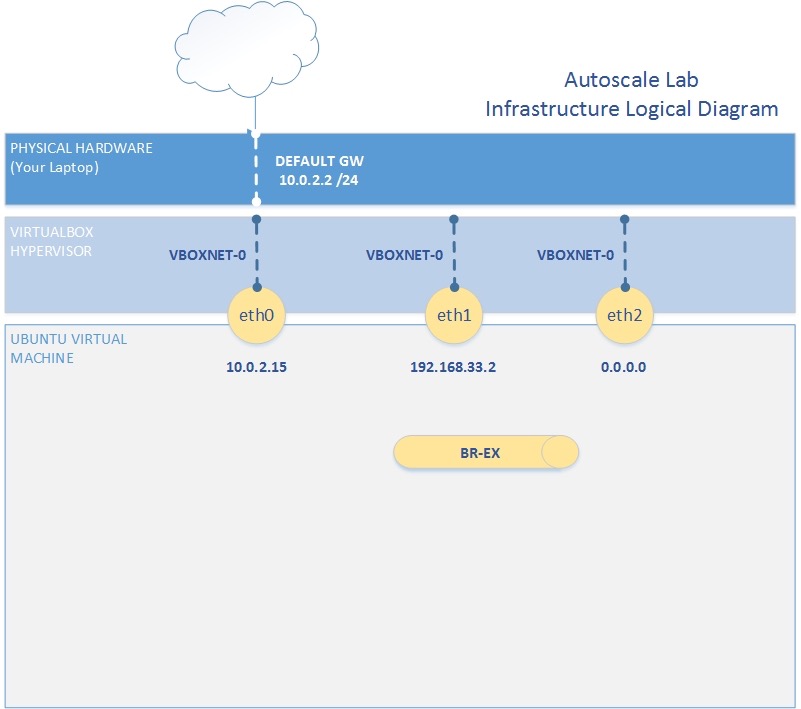 Autoscale Lab
Infrastructure Logical Diagram
PHYSICAL HARDWARE
(Your Laptop)
DEFAULT GW
10.0.2.2 /24
VIRTUALBOX
HYPERVISOR
VBOXNET-0
VBOXNET-0
VBOXNET-0
eth0
eth1
eth2
UBUNTU VIRTUAL
MACHINE
10.0.2.15
192.168.33.2
0.0.0.0
BR-EX